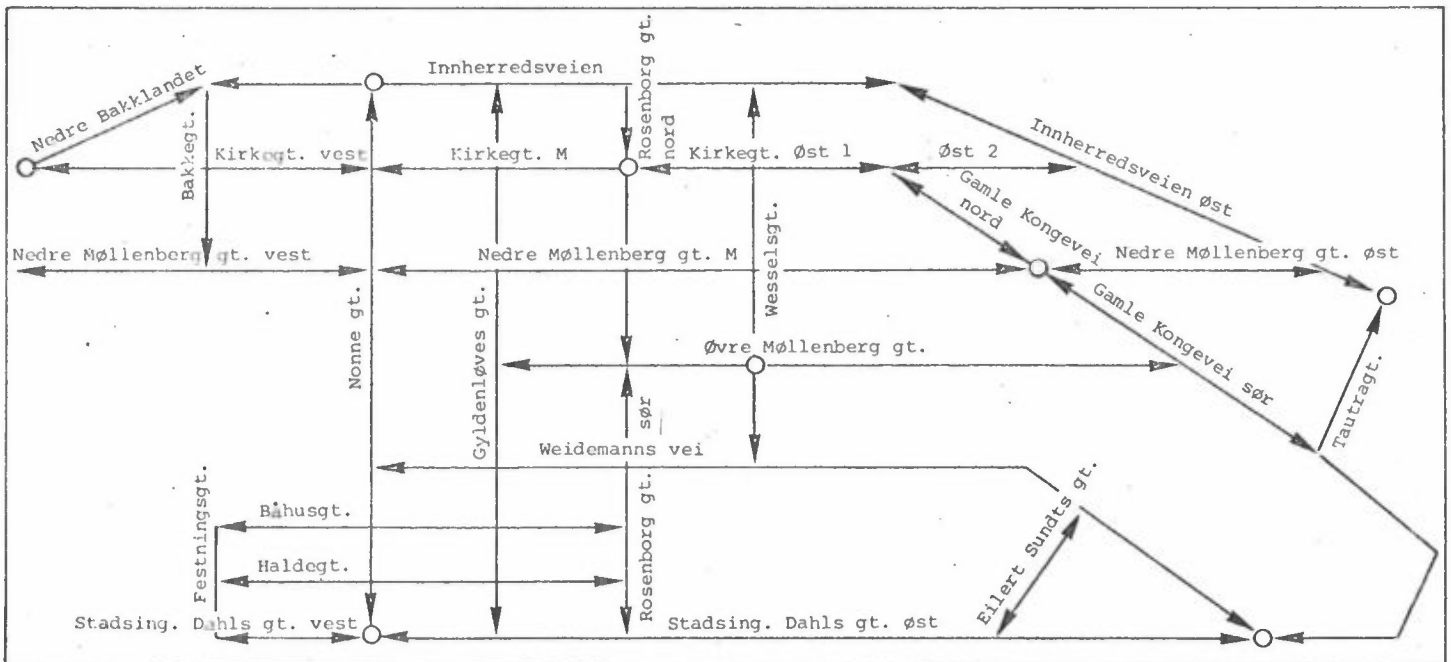 Innherredsveien
Nedre Bakklandet
Bakkegt.
Rosenborg gt.
nord
Kirkegt. vest
Kirkegt. M
Kirkegt. Øst 1
Øst 2
Innherredsveien Øst
Gamle Kongevei
nord
Nedre Møllenberg gt. vest
Nedre Møllenberg gt. M
Nedre Møllenberg gt. øst
Nonne gt.
Gyldenløves gt.
Wesselsgt.
Øvre Møllenberg gt.
Gamle Kongevei sør
Tautragt.
Rosenborg gt. sør
Weidemanns vei
Festningsgt.
Båhusgt.
Haldegt.
Eilert Sundts gt.
Stadsing. Dahls gt. vest
Stadsing. Dahls gt. øst